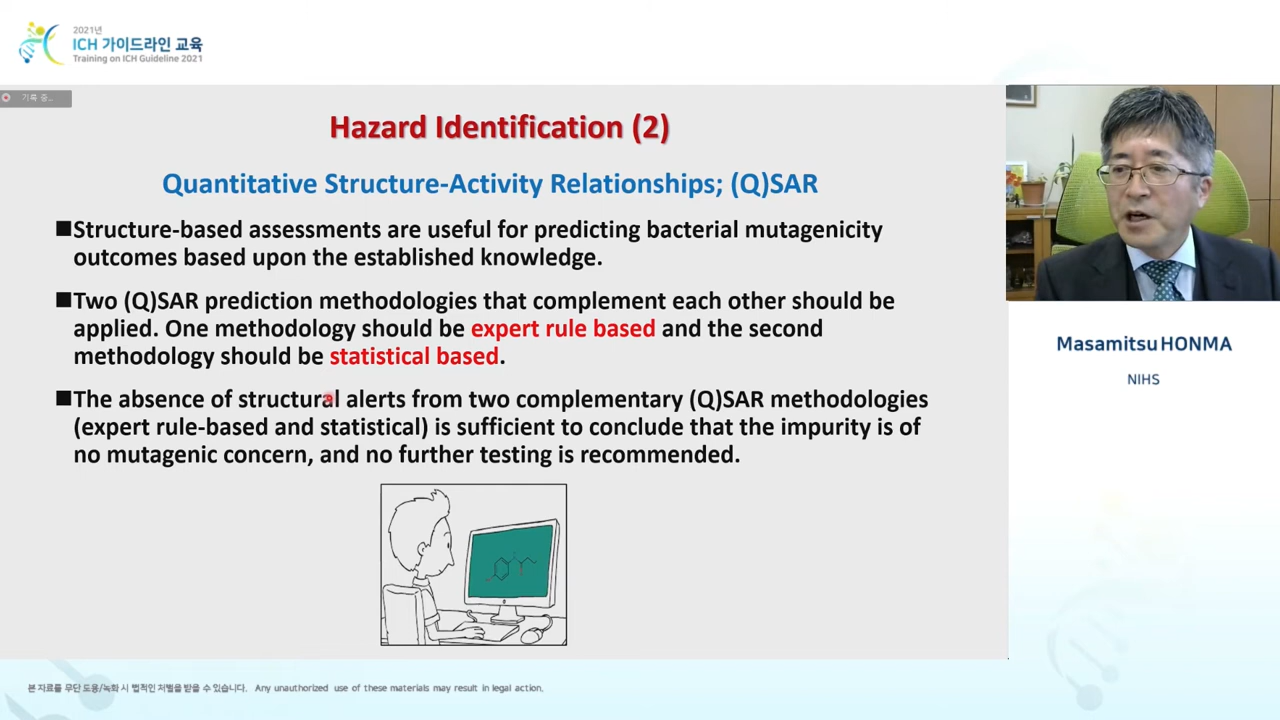 2021년
ICH 가이드라인 교육
Training on ICH Guideline 2021
기록 중...
Hazard Identification (2)
Quantitative Structure-Activity Relationships; (Q)SAR
■Structure-based assessments are useful for predicting bacterial mutagenicity
outcomes based upon the established knowledge.
■Two (Q)SAR prediction methodologies that complement each other should be
applied. One methodology should be expert rule based and the second
methodology should be statistical based.
■The absence of structural alerts from two complementary (Q)SAR methodologies
(expert rule-based and statistical) is sufficient to conclude that the impurity is of
no mutagenic concern, and no further testing is recommended.
Masamitsu HONMA
NIHS
본 자료를 무단 도용/녹화 시 법적인 처벌을 받을 수 있습니다. Any unauthorized use of these materials may result in legal action.